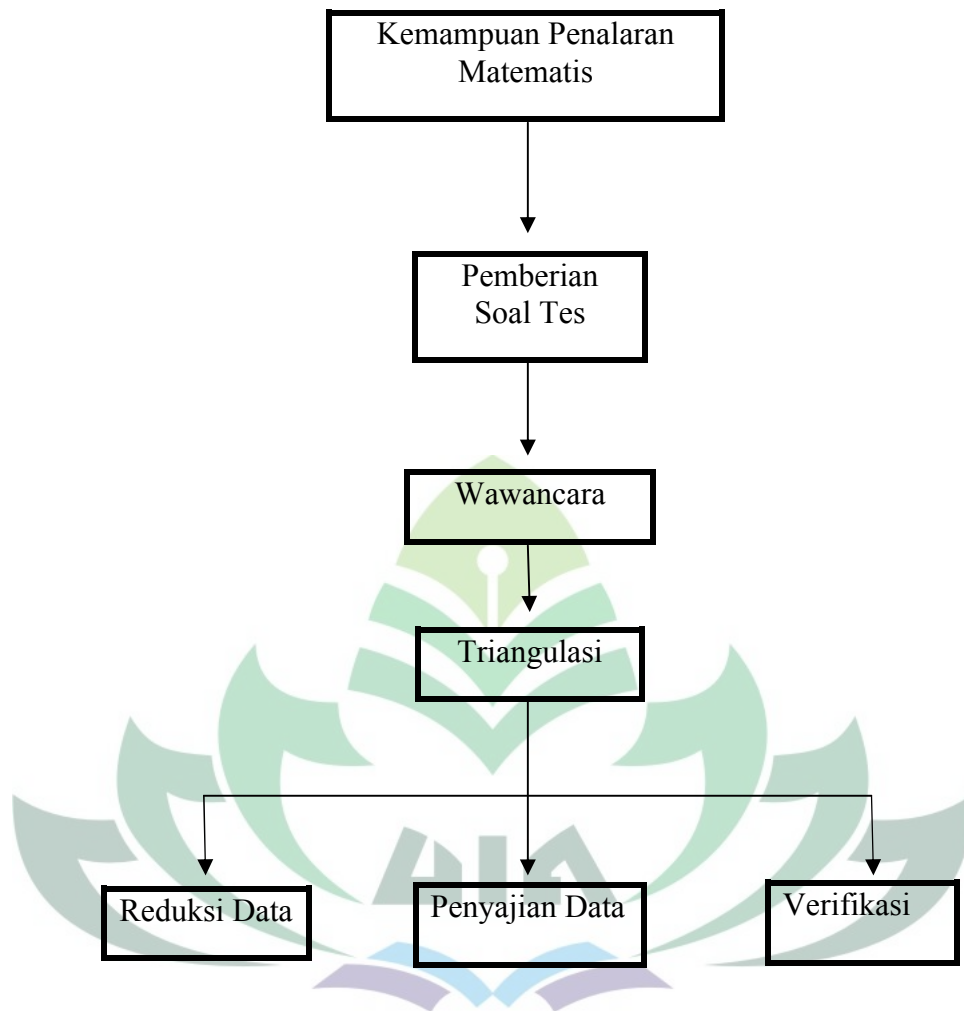 Kemampuan Penalaran
Matematis
Pemberian
Soal Tes
Wawancara
Triangulasi
Reduksi Data
Penyajian Data
Verifikasi